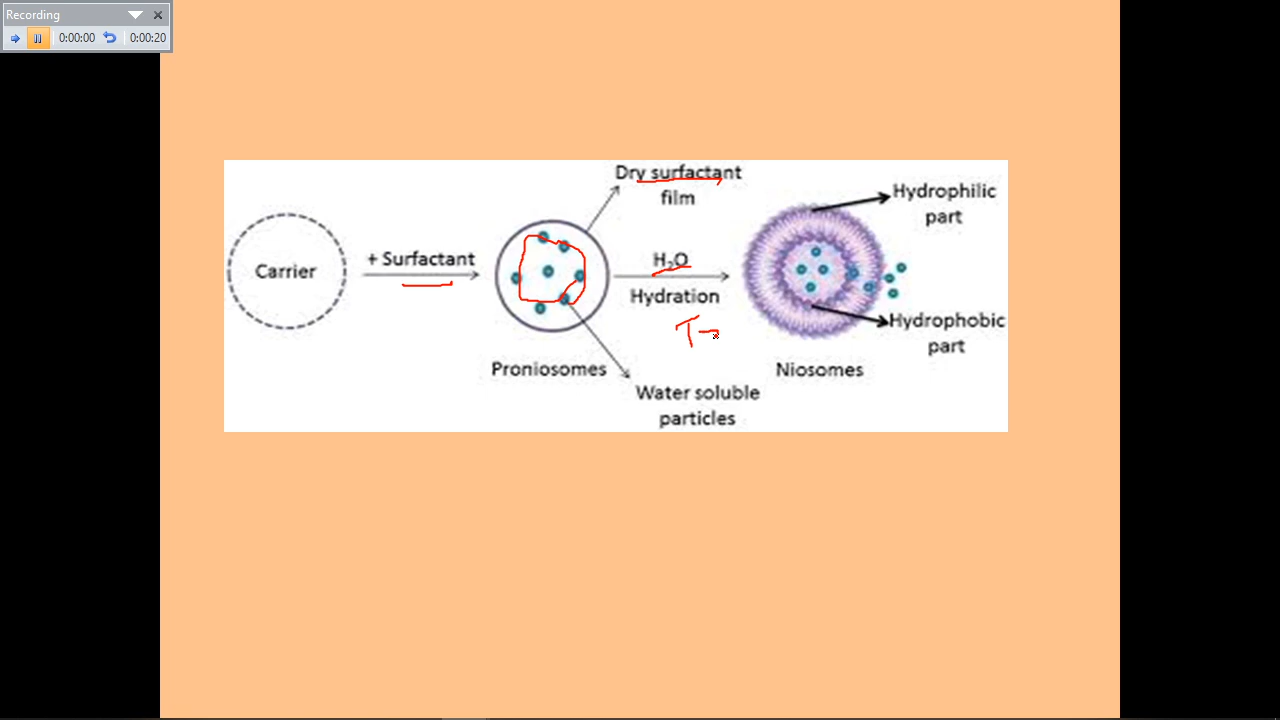 Recording
0:00:00
0:00:20
Dry surfactant
film
Hydrophilic
part
Carrier
+ Surfactant
H₂O
Hydration
T-
Hydrophobic
part
Proniosomes
Niosomes
Water soluble
particles